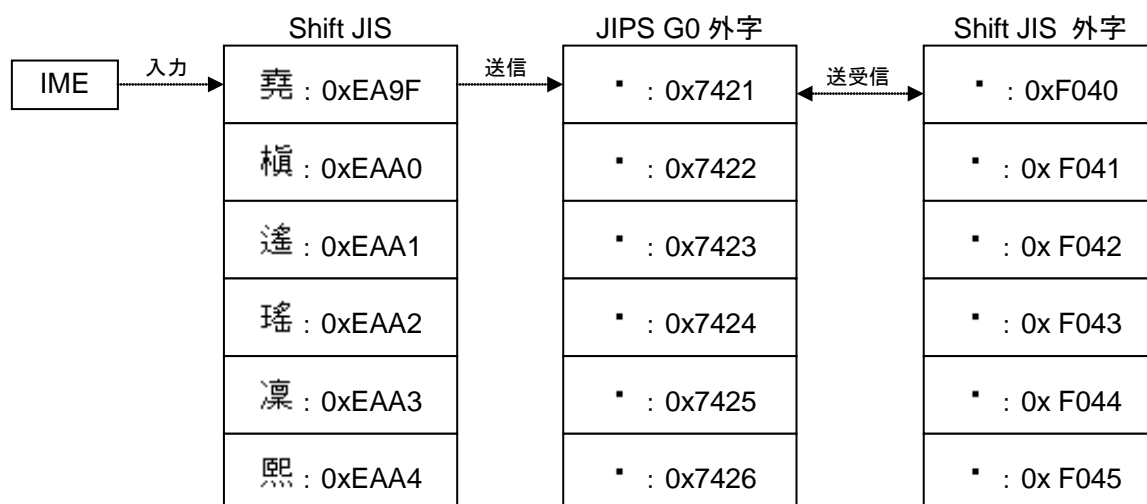 Shift JIS JIPS G0 外字 Shift JIS 外字
IME 入力 堯 : 0xEA9F 送信 ・ : 0x7421 送受信 ・ : 0xF040
槇 : 0xEAA0 ・ : 0x7422 ・ : 0x F041
遙 : 0xEAA1 ・ : 0x7423 ・ : 0x F042
瑤 : 0xEAA2 ・ : 0x7424 ・ : 0x F043
凜 : 0xEAA3 ・ : 0x7425 ・ : 0x F044
熙 : 0xEAA4 ・ : 0x7426 ・ : 0x F045